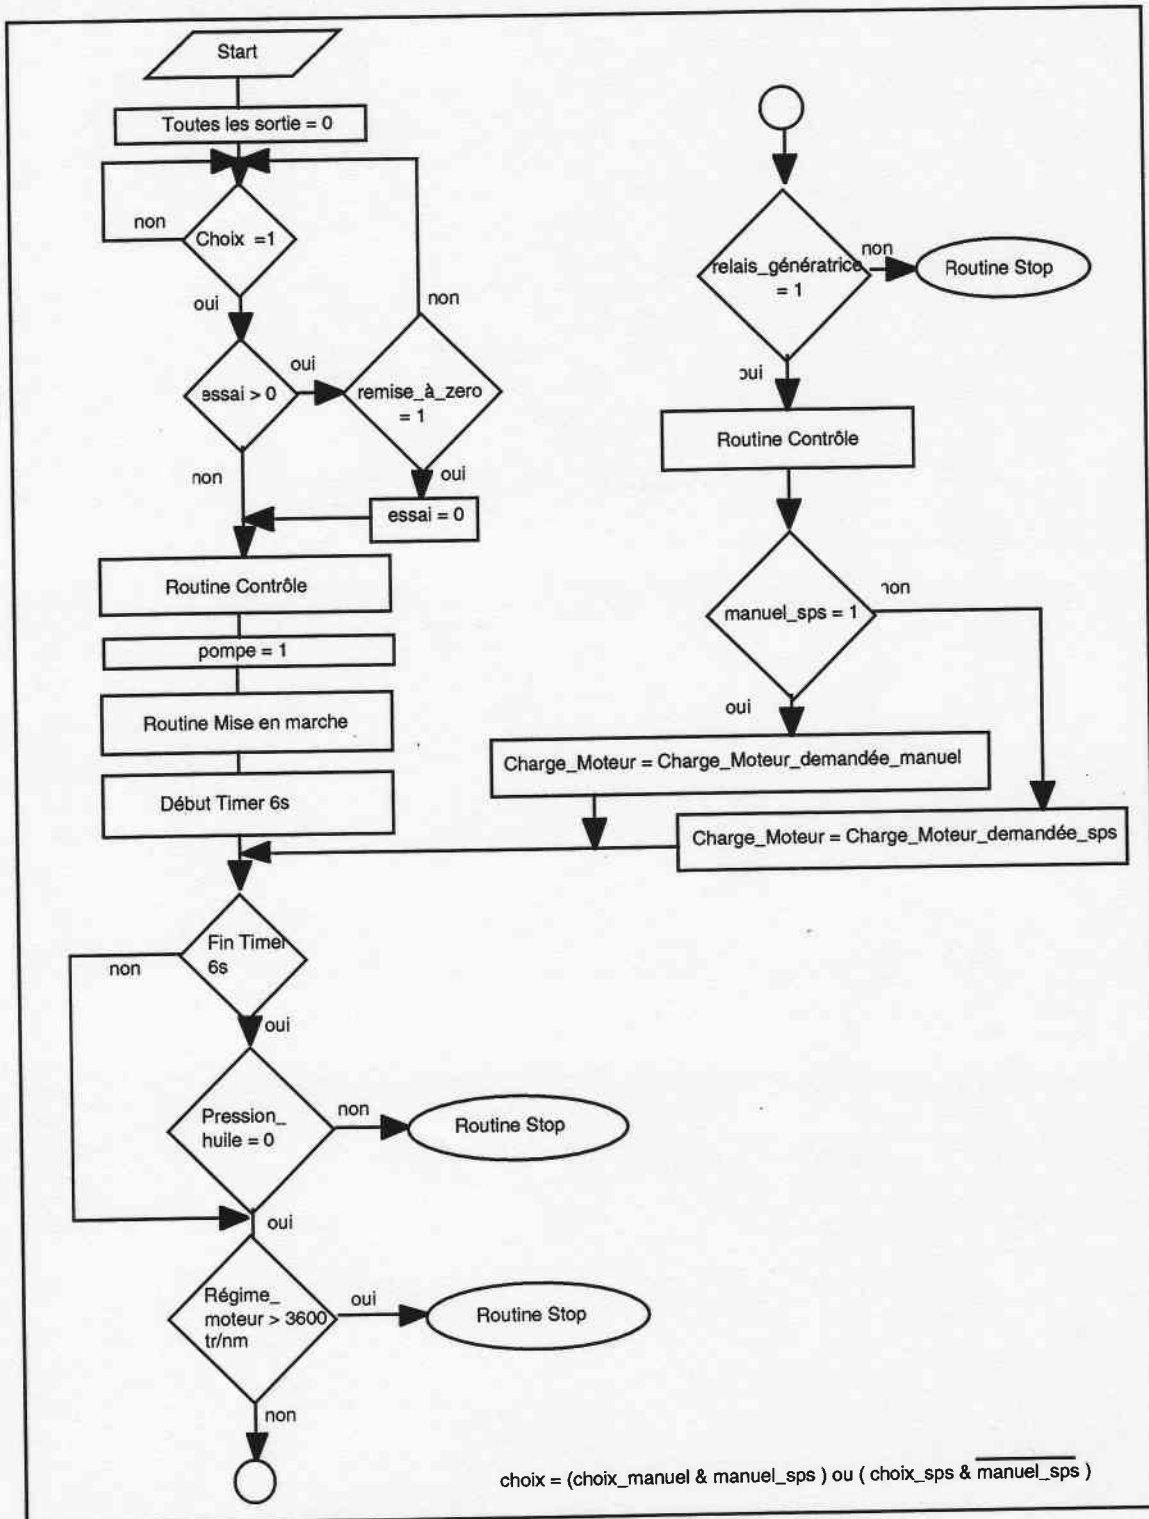 Start
Toutes les sortie = 0
non
Choix =1
oui
non
essai > 0
oui
remise_à_zero
= 1
non
oui
essai = 0
Routine Contrôle
pompe = 1
Routine Mise en marche
Début Timer 6s
Fin Timer
6s
non
oui
Pression_
huile = 0
non
Routine Stop
oui
Régime_
moteur > 3600
tr/nm
oui
Routine Stop
non
relais_génératrice
= 1
non
Routine Stop
oui
Routine Contrôle
manuel_sps = 1
non
oui
Charge_Moteur = Charge_Moteur_demandée_manuel
Charge_Moteur = Charge_Moteur_demandée_sps
choix = (choix_manuel & manuel_sps ) ou ( choix_sps & manuel_sps )